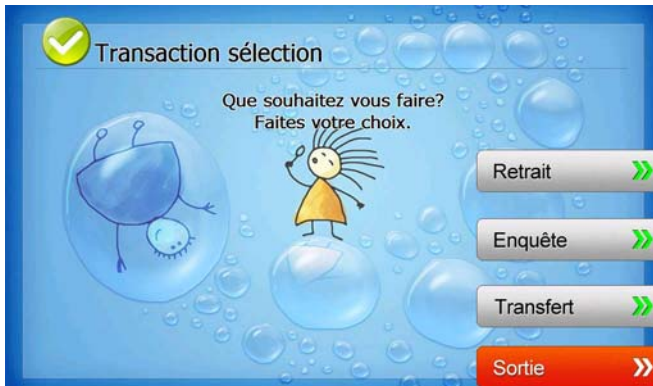 Transaction sélection
Que souhaitez vous faire?
Faites votre choix.
Retrait
Enquête
Transfert
Sortie